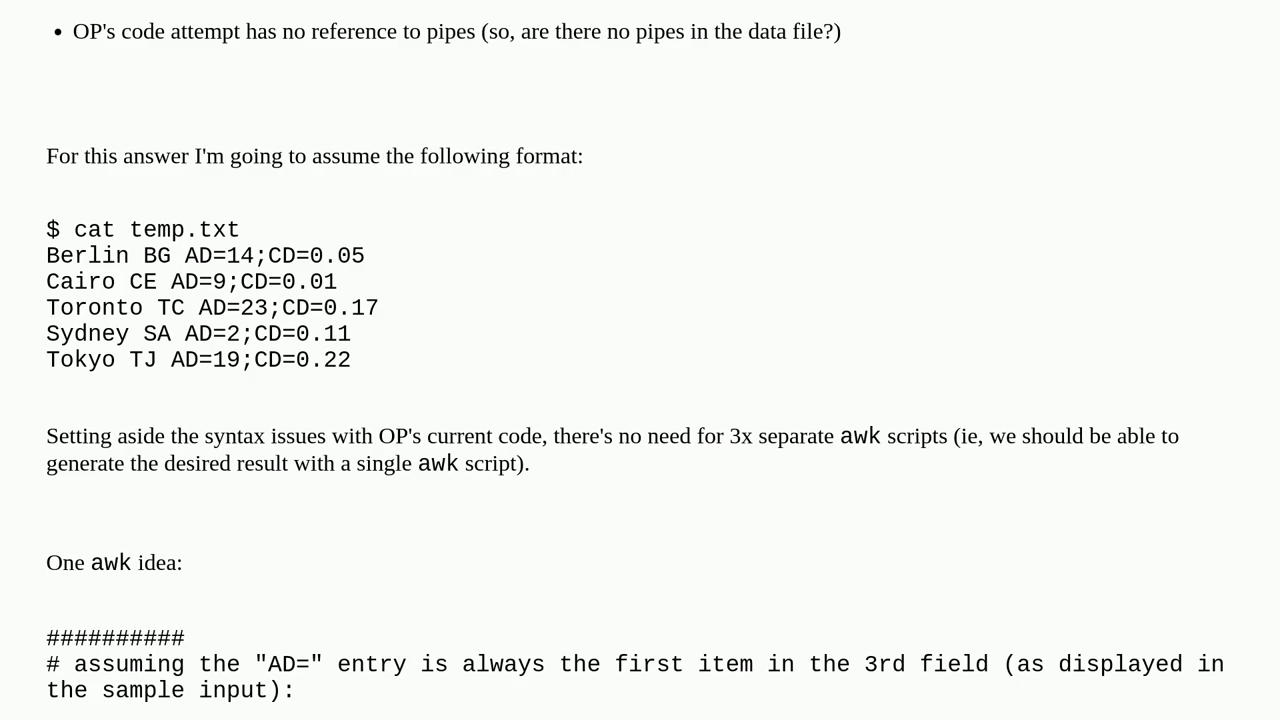 OP's code attempt has no reference to pipes (so, are there no pipes in the data file?)
For this answer I'm going to assume the following format:
$ cat temp.txt
Berlin BG AD=14;CD=0.05
Cairo CE AD=9;CD=0.01
Toronto TC AD=23;CD=0.17
Sydney SA AD=2;CD=0.11
Tokyo TJ AD=19;CD=0.22
Setting aside the syntax issues with OP's current code, there's no need for 3x separate awk scripts (ie, we should be able to
generate the desired result with a single awk script).
One awk idea:
##########
# assuming the "AD=" entry is always the first item in the 3rd field (as displayed in
the sample input):